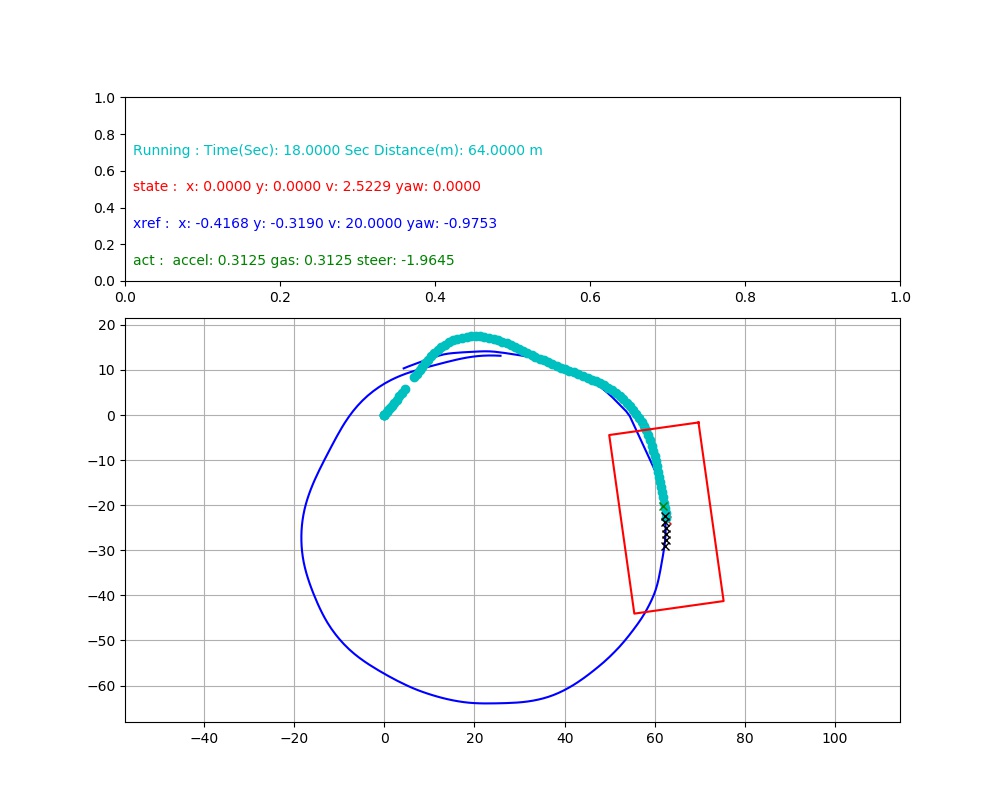 1.0
0.8
0.6
0.4
0.2
0.0
Running : Time(Sec): 18.0000 Sec Distance(m): 64.0000 m
state :  x: 0.0000 y: 0.0000 v: 2.5229 yaw: 0.0000
xref :  x: -0.4168 y: -0.3190 v: 20.0000 yaw: -0.9753
act :  accel: 0.3125 gas: 0.3125 steer: -1.9645
0.0 0.2 0.4 0.6 0.8 1.0
20
10
0
−10
−20
−30
−40
−50
−60
−40 −20 0 20 40 60 80 100